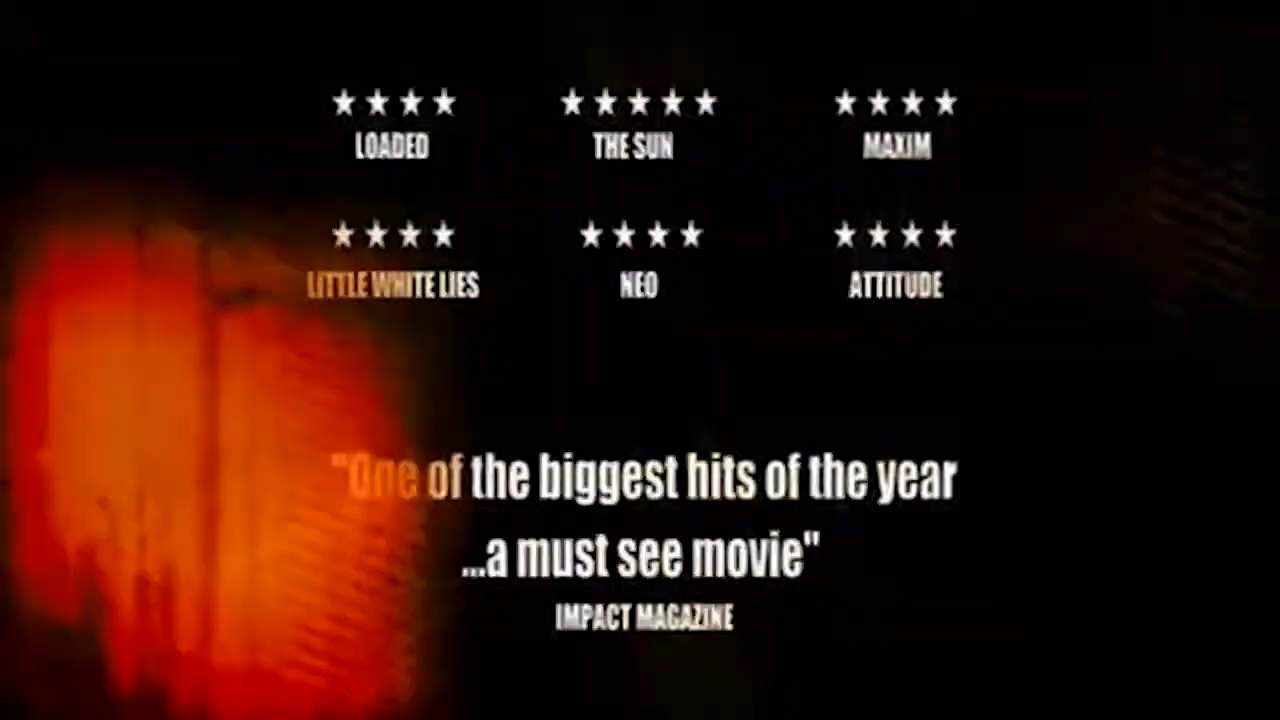 ★★★★ ★★★★★ ★★★★
LOADED THE SUN MAXIM
★★★★ ★★★★ ★★★★
LITTLE WHITE LIES NEO ATTITUDE
"One of the biggest hits of the year
...a must see movie"
IMPACT MAGAZINE